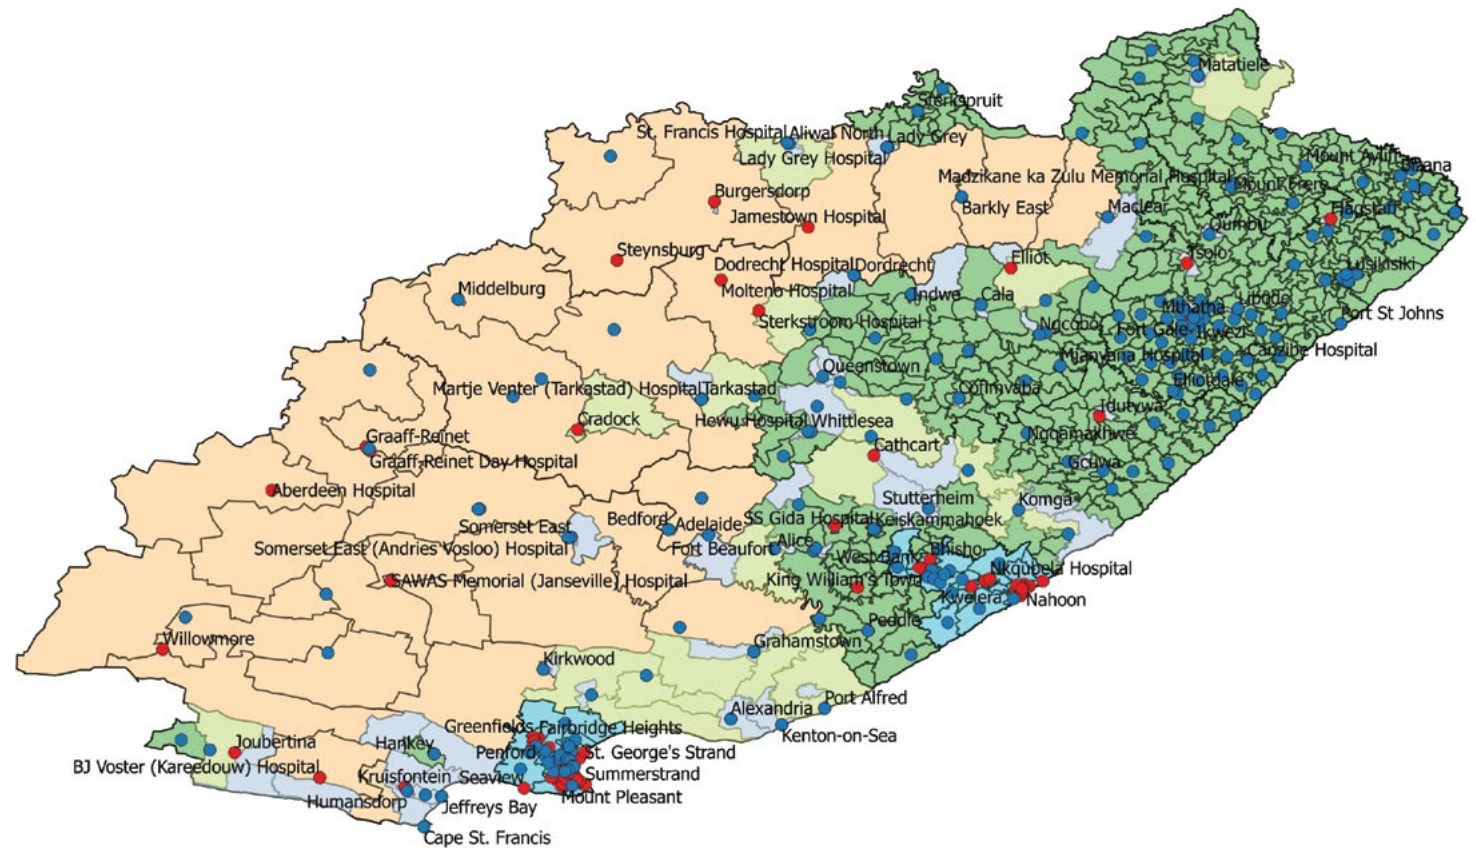 Matatiele
Sterkspruit
St. Francis Hospital
Aliwal North
Lady Grey
Lady Grey Hospital
Mount Ayliff
Bizana
Madzikane ka Zulu Memorial Hospital
Mount Frere
Burgersdorp
Jamestown Hospital
Barkly East
Maclear
Flagstaff
Qumbu
Steynsburg
Tsolo
Elliot
Dodrecht Hospital
Dordrecht
Lusikisiki
Middelburg
Molteno Hospital
Indwe
Cala
Mthatha
Libode
Port St Johns
Sterkstroom Hospital
Ngcobo
Fort Gale
Ikwezi
Mjanyana Hospital
Canzibe Hospital
Queenstown
Martje Venter (Tarkastad) Hospital
Tarkastad
Cofimvaba
Elliotdale
Cradock
Hewu Hospital
Whittlesea
Idutywa
Graaff-Reinet
Cathcart
Nqamakhwe
Graaff-Reinet Day Hospital
Gcuwa
Aberdeen Hospital
Stutterheim
Komga
Somerset East
Bedford
Adelaide
SS Gida Hospital
Keiskammahoek
Somerset East (Andries Vosloo) Hospital
Fort Beaufort
Alice
West Bank
Bhisho
Nkqubela Hospital
SAWAS Memorial (Janseville) Hospital
King William's Town
Kwelera
Nahoon
Peddie
Willowmore
Grahamstown
Kirkwood
Port Alfred
Alexandria
Greenfields
Fairbridge Heights
Kenton-on-Sea
Joubertina
Hankey
Penford
St. George's Strand
BJ Voster (Kareedouw) Hospital
Kruisfontein
Seaview
Summerstrand
Humansdorp
Jeffreys Bay
Mount Pleasant
Cape St. Francis